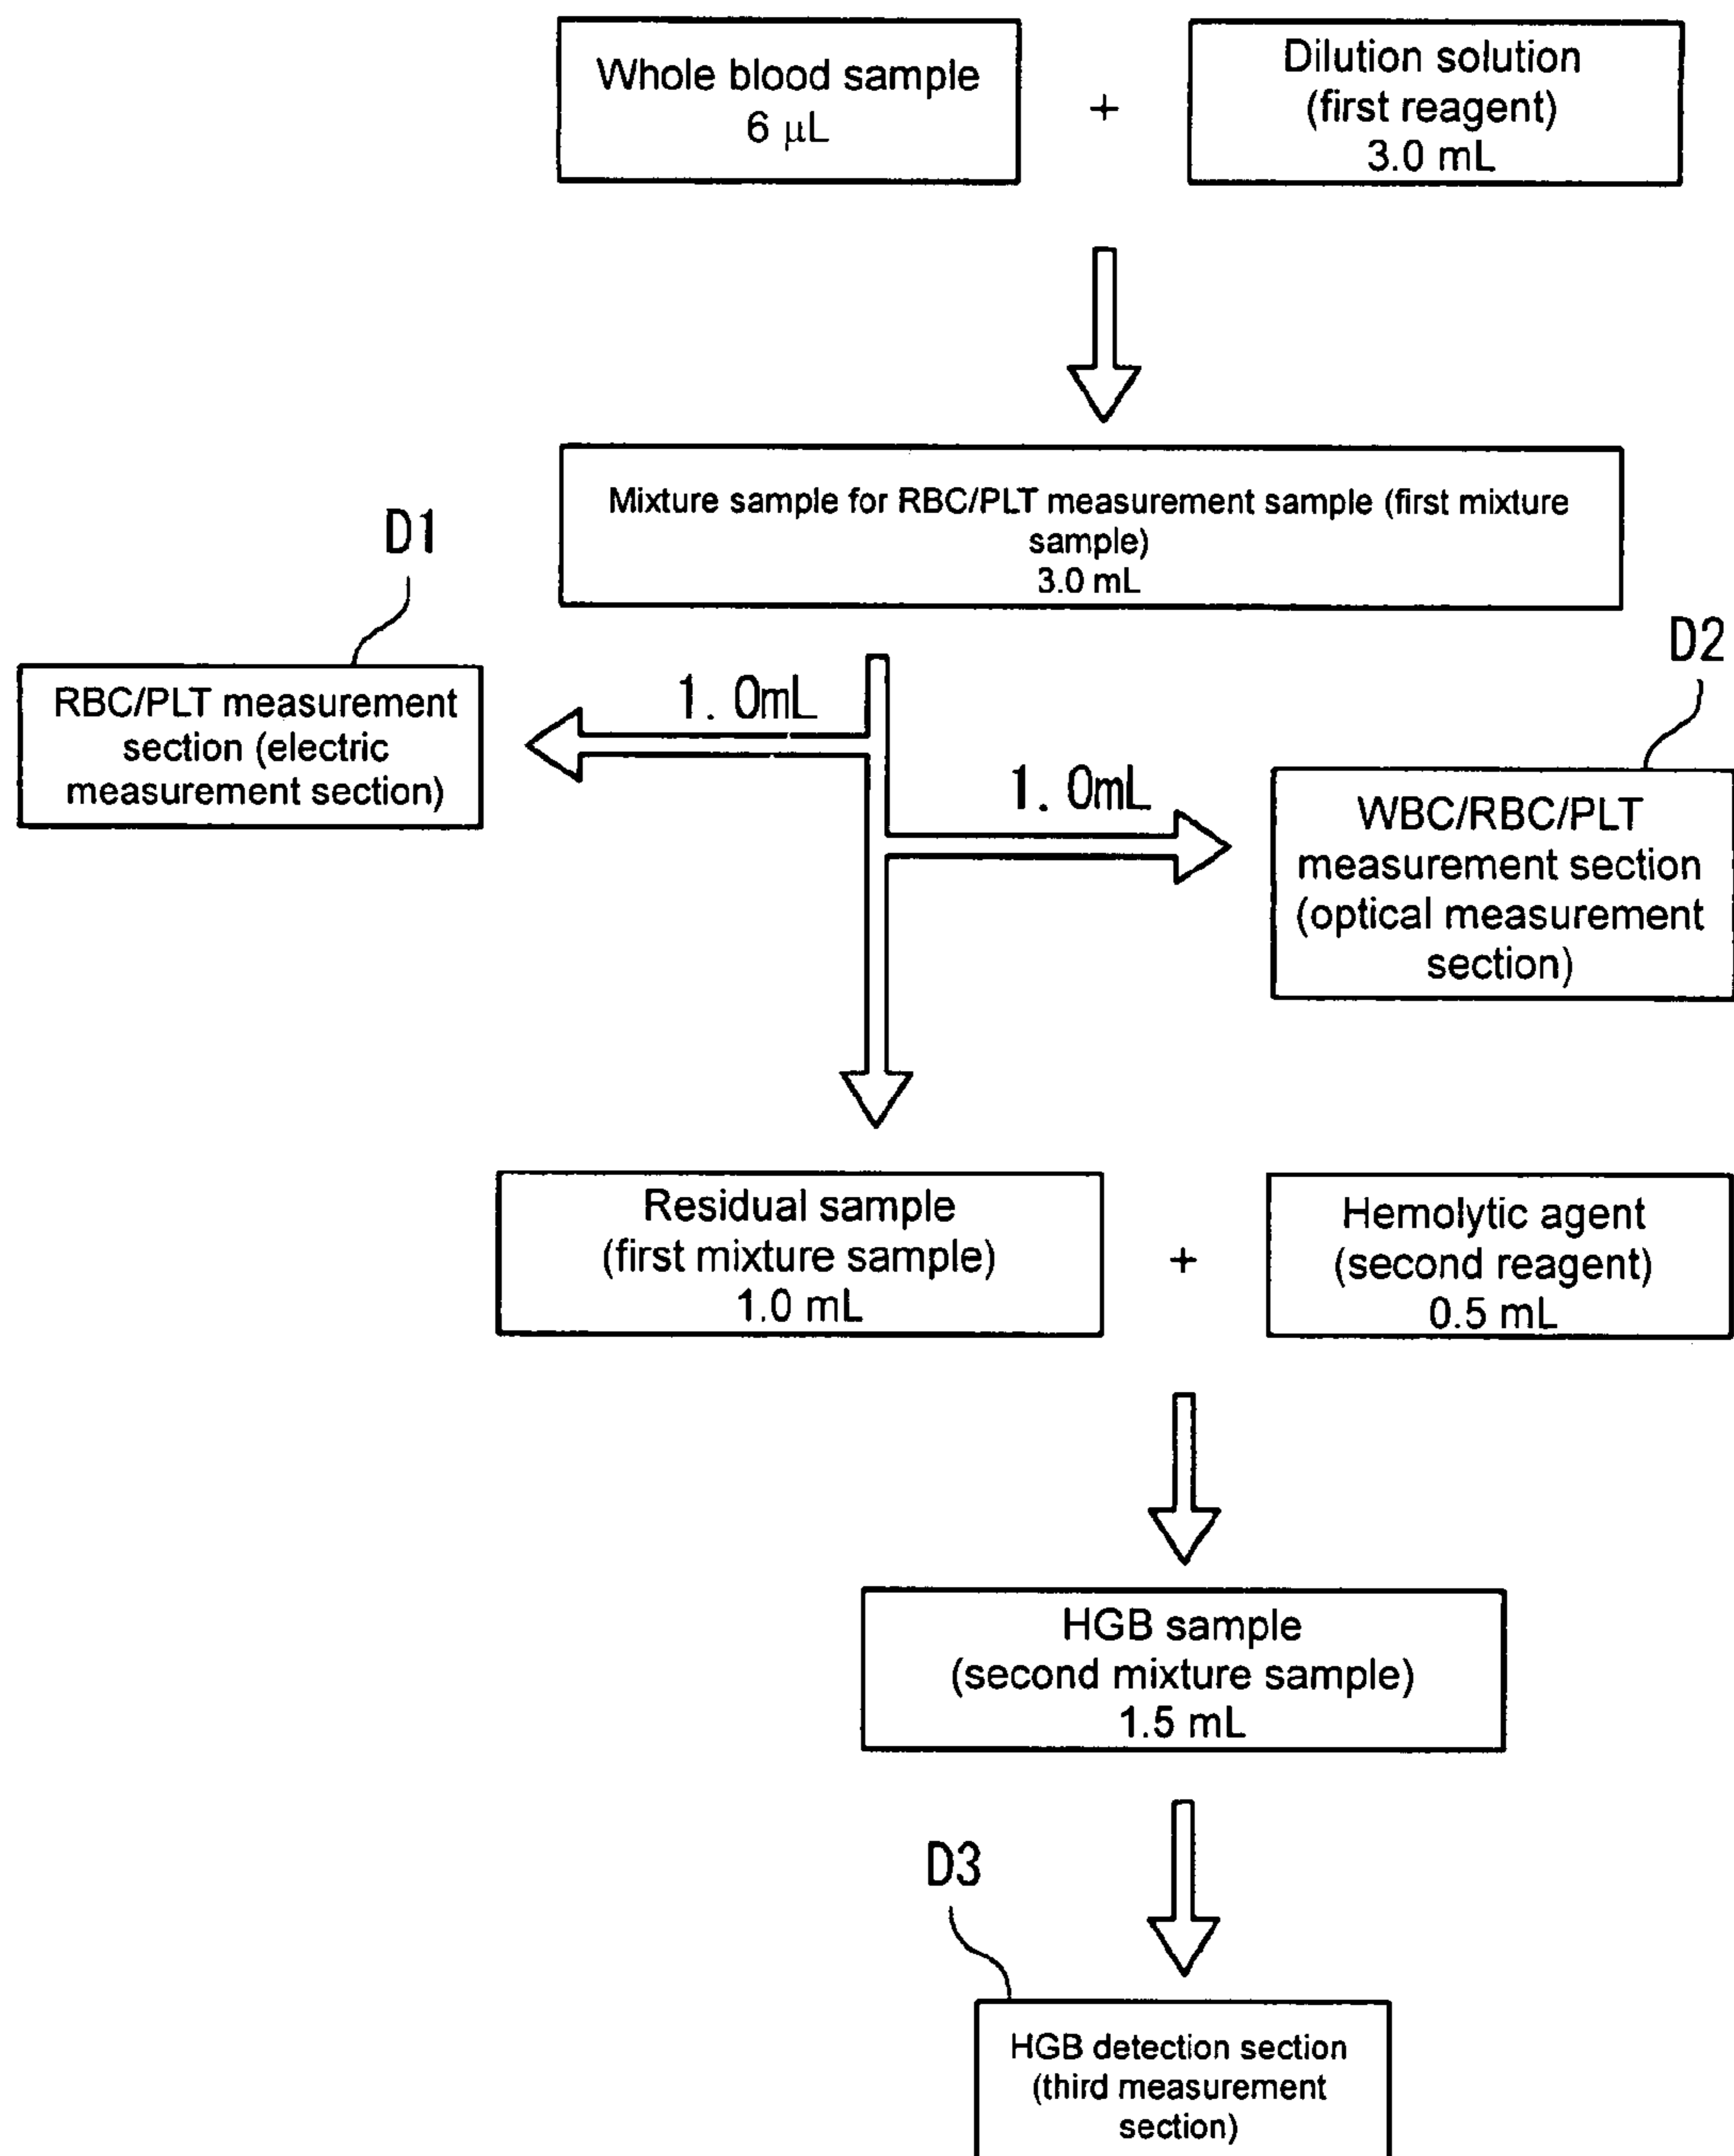 Whole blood sample
6 μL
+
Dilution solution
(first reagent)
3.0 mL
Mixture sample for RBC/PLT measurement sample (first mixture
sample)
3.0 mL
D1
D2
RBC/PLT measurement
section (electric
measurement section)
1. 0mL
1. 0mL
WBC/RBC/PLT
measurement section
(optical measurement
section)
Residual sample
(first mixture sample)
1.0 mL
+
Hemolytic agent
(second reagent)
0.5 mL
HGB sample
(second mixture sample)
1.5 mL
D3
HGB detection section
(third measurement
section)